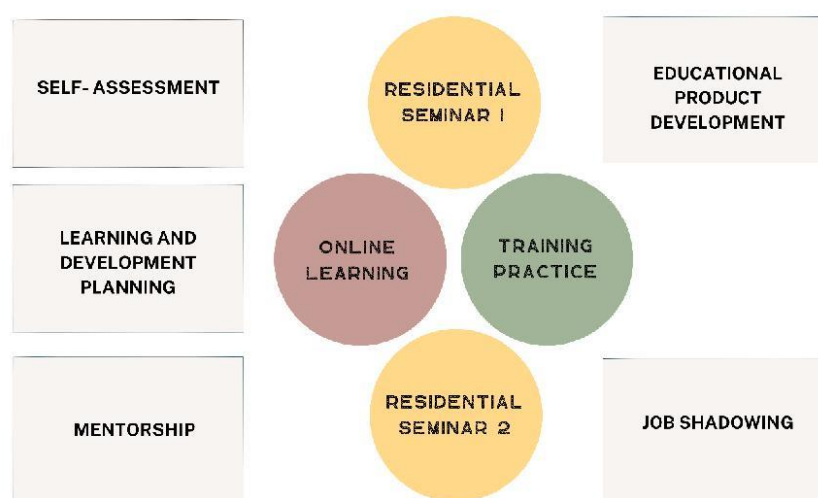 SELF- ASSESSMENT
RESIDENTIAL
SEMINAR 1
EDUCATIONAL
PRODUCT
DEVELOPMENT
LEARNING AND
DEVELOPMENT
PLANNING
ONLINE
LEARNING
TRAINING
PRACTICE
MENTORSHIP
RESIDENTIAL
SEMINAR 2
JOB SHADOWING